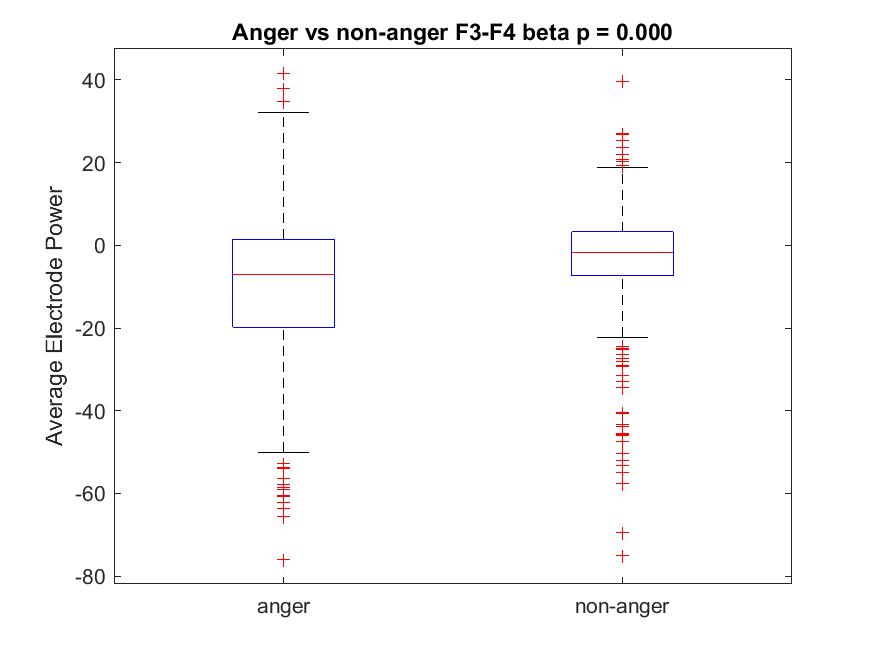 Anger vs non-anger F3-F4 beta p = 0.000
Average Electrode Power
40
20
0
-20
-40
-60
-80
anger
non-anger